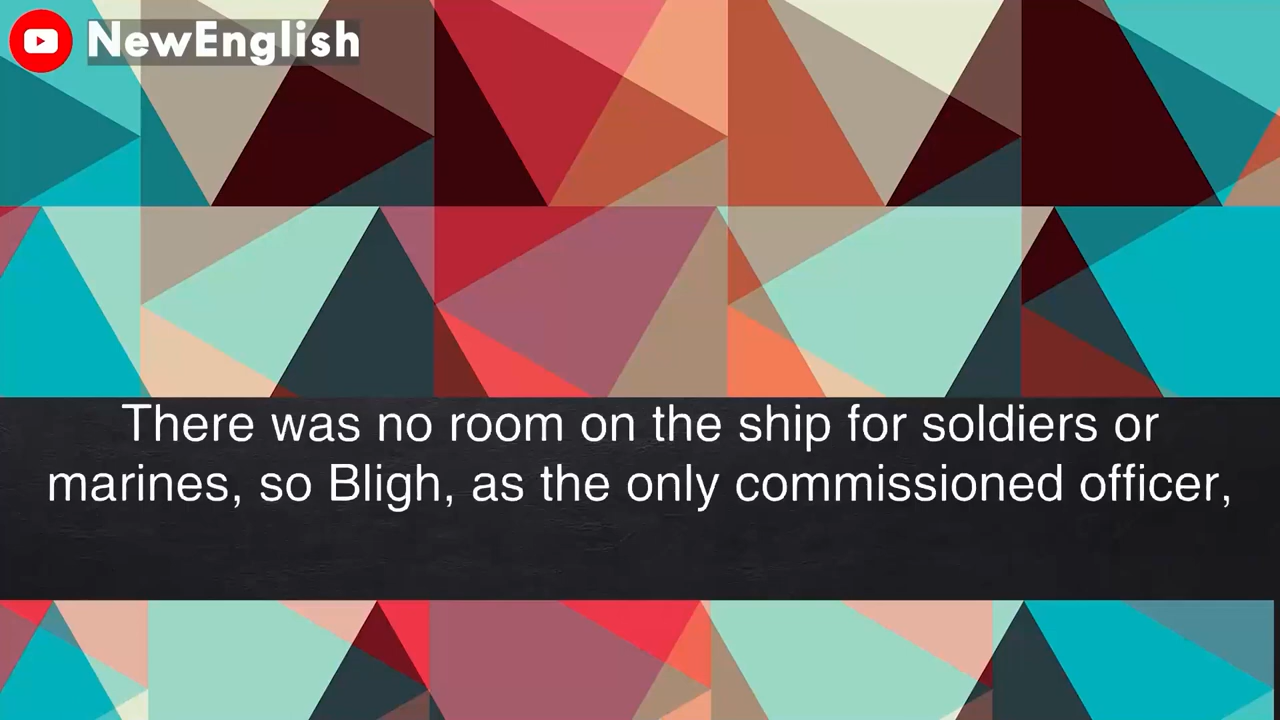 NewEnglish
There was no room on the ship for soldiers or
marines, so Bligh, as the only commissioned officer,